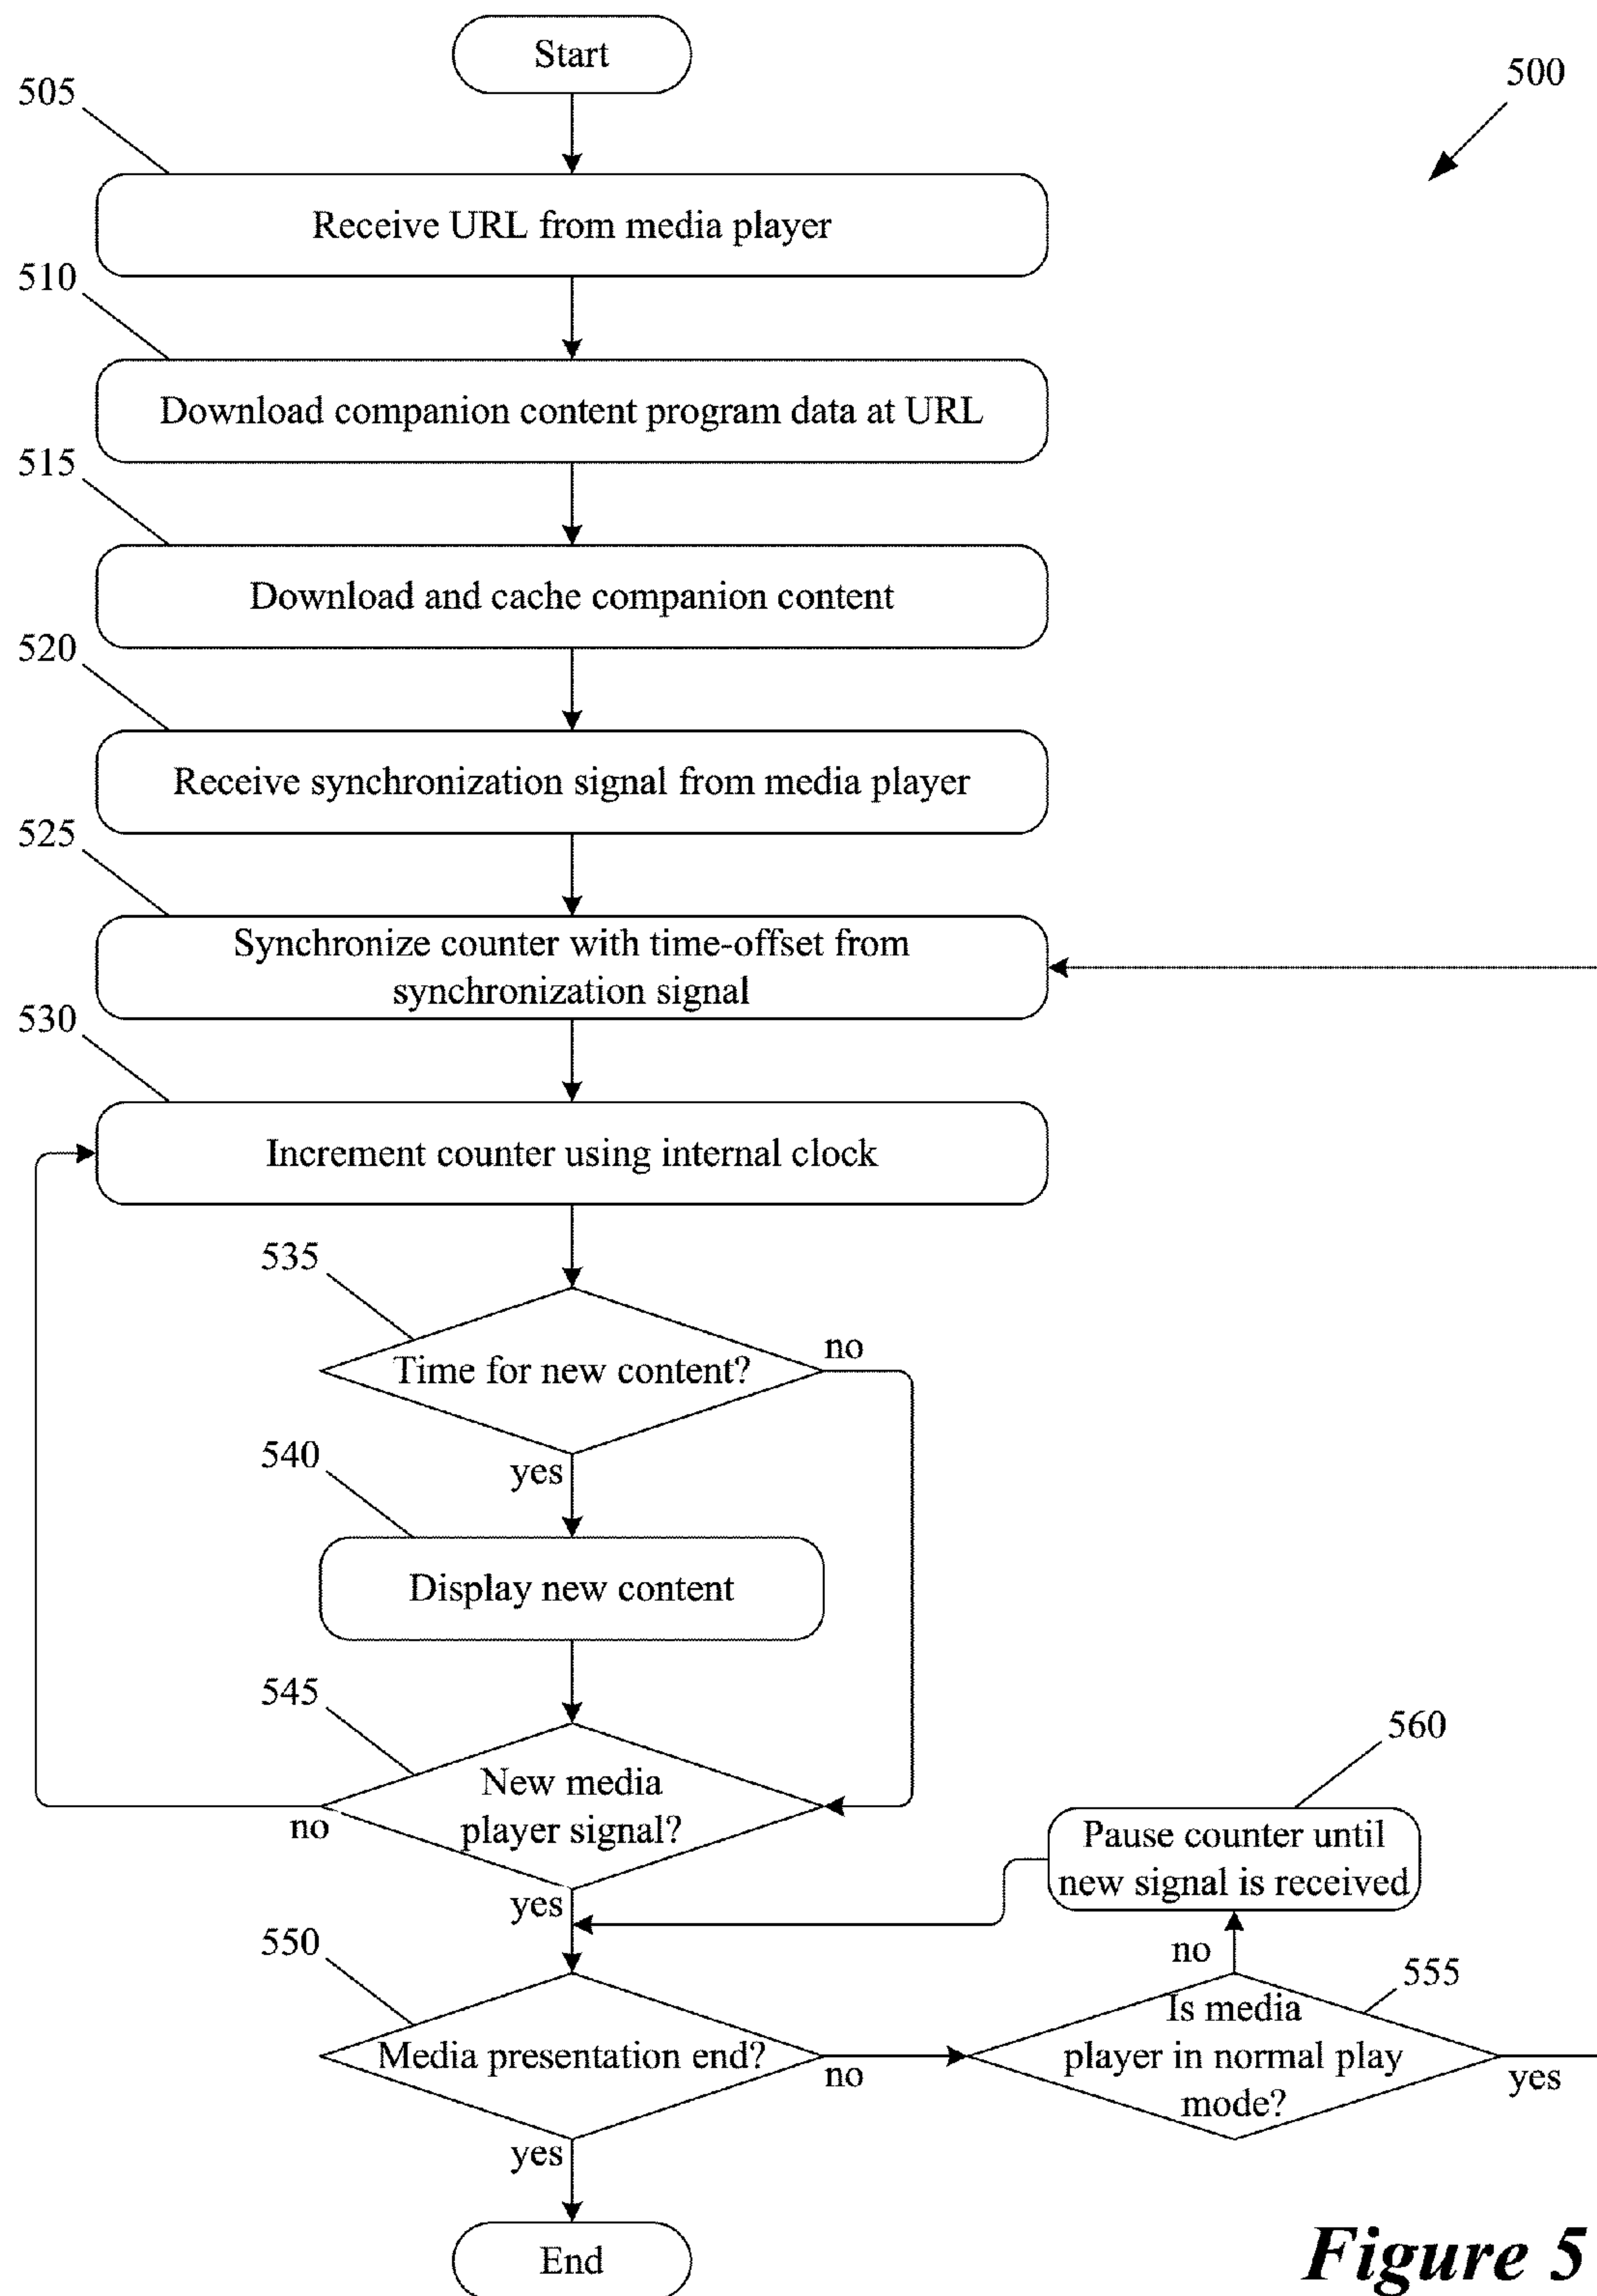 Start
500
505
Receive URL from media player
510
Download companion content program data at URL
515
Download and cache companion content
520
Receive synchronization signal from media player
525
Synchronize counter with time-offset from
synchronization signal
530
Increment counter using internal clock
535
Time for new content?
no
yes
540
Display new content
545
New media
player signal?
no
yes
560
Pause counter until
new signal is received
no
550
Media presentation end?
no
yes
555
Is media
player in normal play
mode?
yes
End
Figure 5